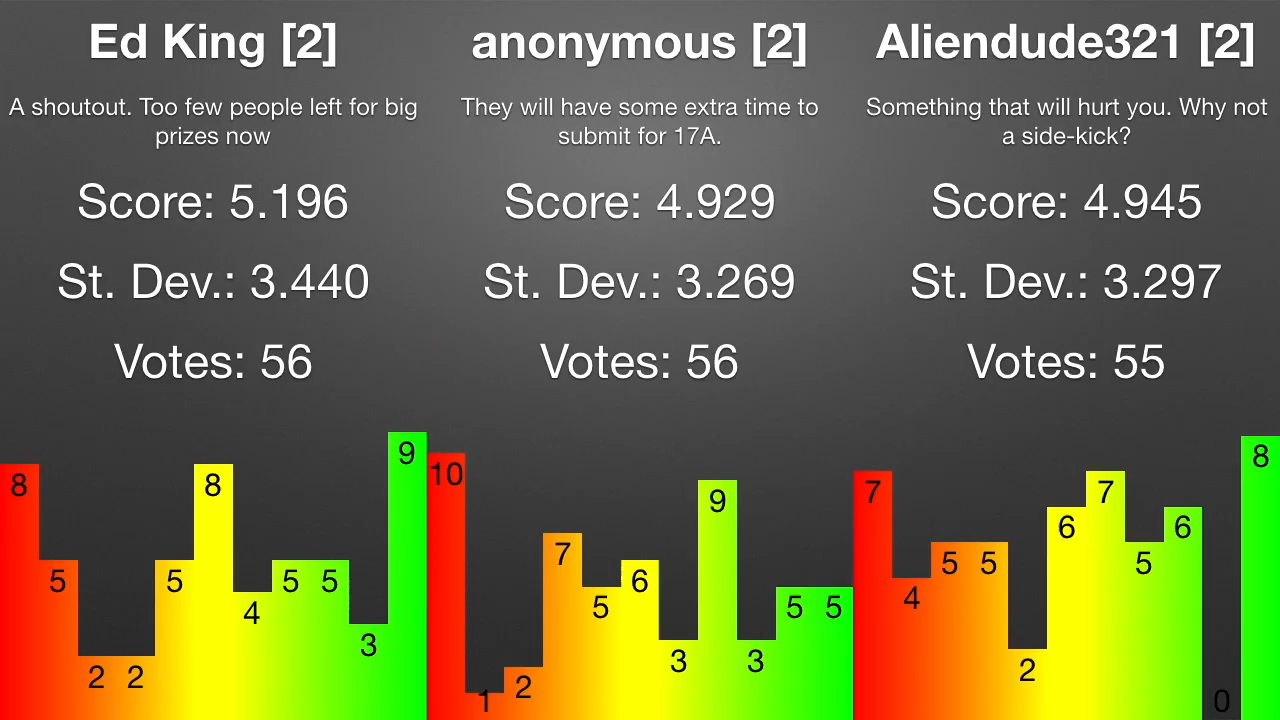 Ed King [2]
A shoutout. Too few people left for big
prizes now
Score: 5.196
St. Dev.: 3.440
Votes: 56
8
5
2
2
5
8
4
5
5
3
9
anonymous [2]
They will have some extra time to
submit for 17A.
Score: 4.929
St. Dev.: 3.269
Votes: 56
10
1
2
7
5
6
3
9
3
5
5
Aliendude321 [2]
Something that will hurt you. Why not
a side-kick?
Score: 4.945
St. Dev.: 3.297
Votes: 55
7
4
5
5
2
6
7
5
6
0
8